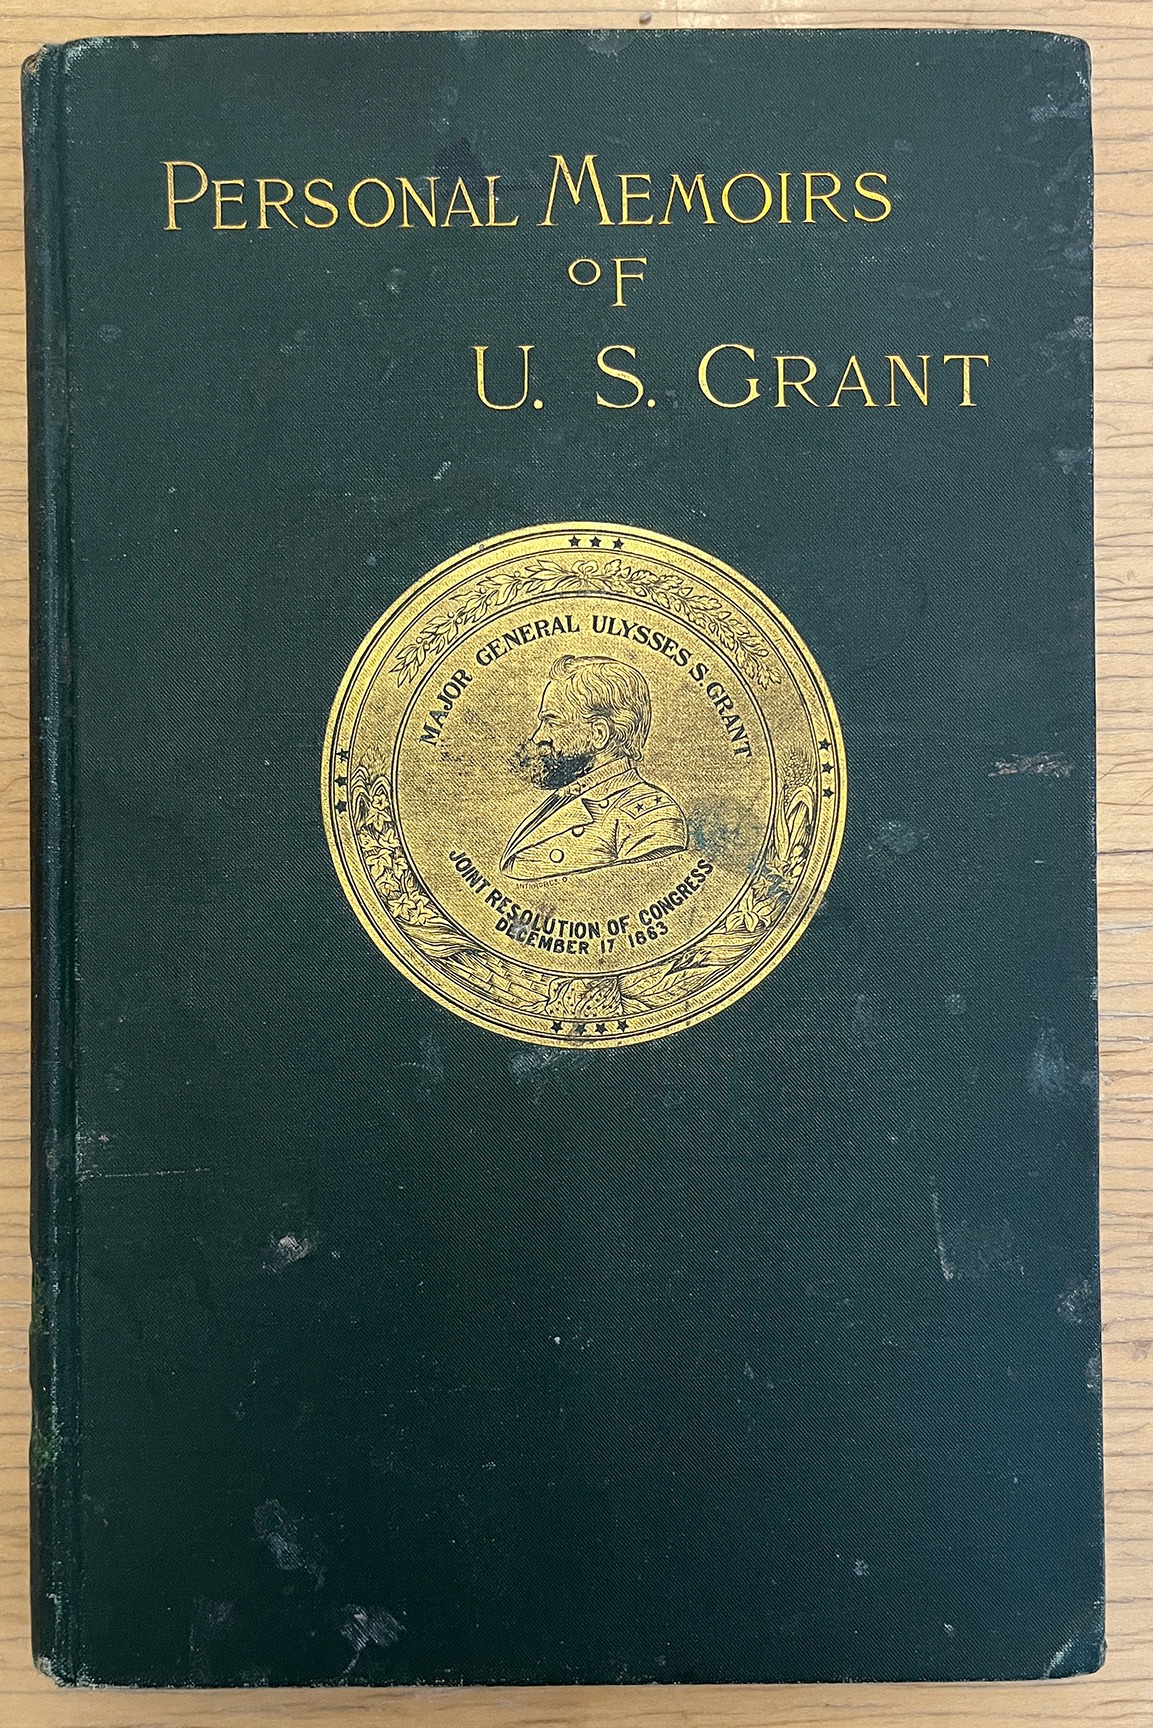 PERSONAL MEMOIRS
OF
U. S. GRANT
MAJOR GENERAL ULYSSES S. GRANT
JOINT RESOLUTION OF CONGRESS
DECEMBER 17 1863